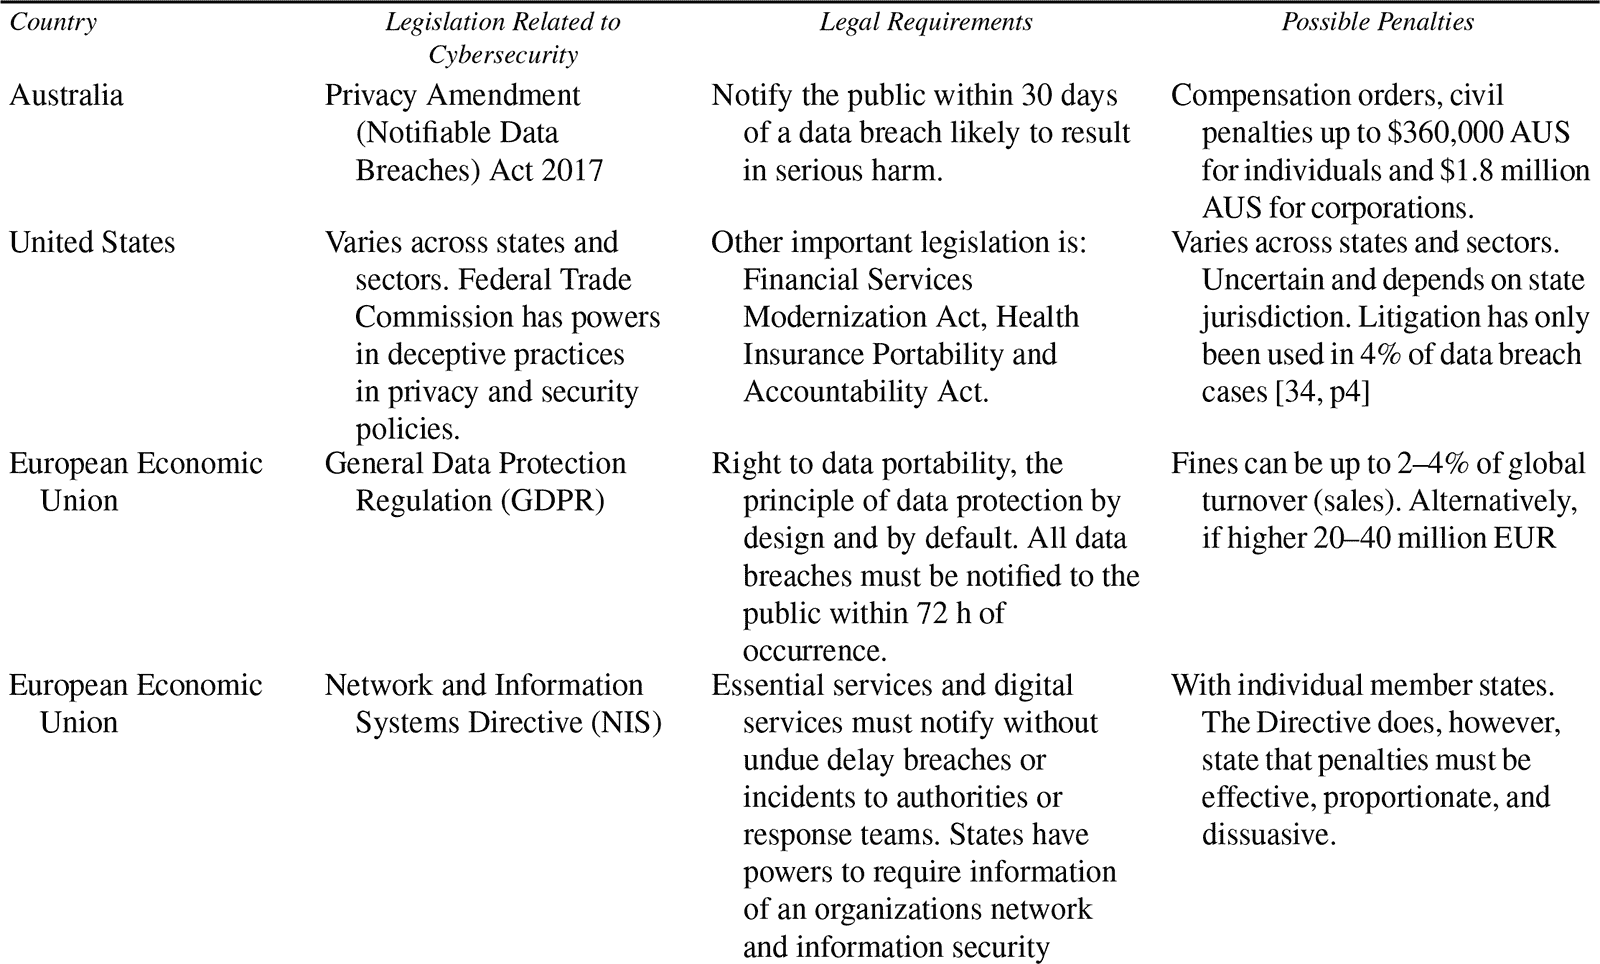 Country
Legislation Related to
Cybersecurity
Legal Requirements
Possible Penalties
Australia
Privacy Amendment
(Notifiable Data
Breaches) Act 2017
Notify the public within 30 days
of a data breach likely to result
in serious harm.
Compensation orders, civil
penalties up to $360,000 AUS
for individuals and $1.8 million
AUS for corporations.
United States
Varies across states and
sectors. Federal Trade
Commission has powers
in deceptive practices
in privacy and security
policies.
Other important legislation is:
Financial Services
Modernization Act, Health
Insurance Portability and
Accountability Act.
Varies across states and sectors.
Uncertain and depends on state
jurisdiction. Litigation has only
been used in 4% of data breach
cases [34, p4]
European Economic
Union
General Data Protection
Regulation (GDPR)
Right to data portability, the
principle of data protection by
design and by default. All data
breaches must be notified to the
public within 72 h of
occurrence.
Fines can be up to 2–4% of global
turnover (sales). Alternatively,
if higher 20–40 million EUR
European Economic
Union
Network and Information
Systems Directive (NIS)
Essential services and digital
services must notify without
undue delay breaches or
incidents to authorities or
response teams. States have
powers to require information
of an organizations network
and information security
With individual member states.
The Directive does, however,
state that penalties must be
effective, proportionate, and
dissuasive.